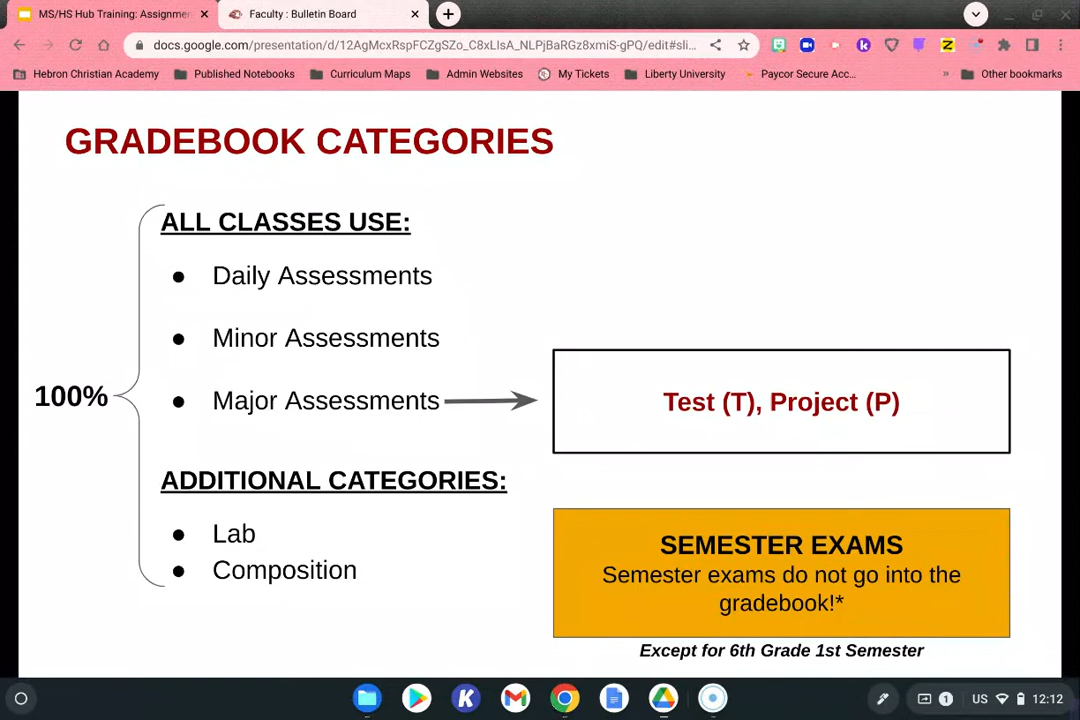 MS/HS Hub Training: Assignmen
Faculty : Bulletin Board
docs.google.com/presentation/d/12AgMcxRspFCZgSZo_C8xLIsA_NLPjBaRGz8xmiS-gPQ/edit#sli...
Hebron Christian Academy
Published Notebooks
Curriculum Maps
Admin Websites
My Tickets
Liberty University
Paycor Secure Acc...
»
Other bookmarks
GRADEBOOK CATEGORIES
ALL CLASSES USE:
● Daily Assessments
● Minor Assessments
100%
● Major Assessments
Test (T), Project (P)
ADDITIONAL CATEGORIES:
● Lab
● Composition
SEMESTER EXAMS
Semester exams do not go into the
gradebook!*
Except for 6th Grade 1st Semester
K
1
US
12:12